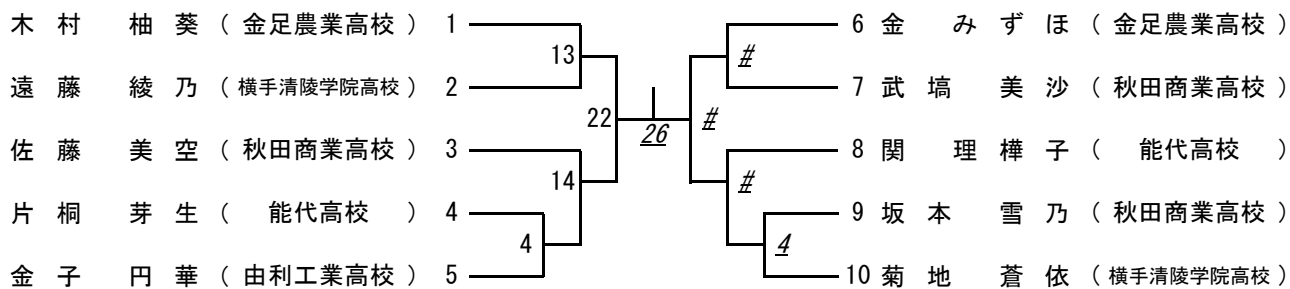 木村 柚葵 ( 金足農業高校 ) 1
13
遠藤 綾乃 ( 横手清陵学院高校 ) 2
22
佐藤 美空 ( 秋田商業高校 ) 3
14
片桐 芽生 ( 能代高校 ) 4
4
金子 円華 ( 由利工業高校 ) 5
26
6 金 みずほ ( 金足農業高校 )
#
7 武塙 美沙 ( 秋田商業高校 )
#
8 関 理樺子 ( 能代高校 )
#
9 坂本 雪乃 ( 秋田商業高校 )
4
10 菊地 蒼依 ( 横手清陵学院高校 )